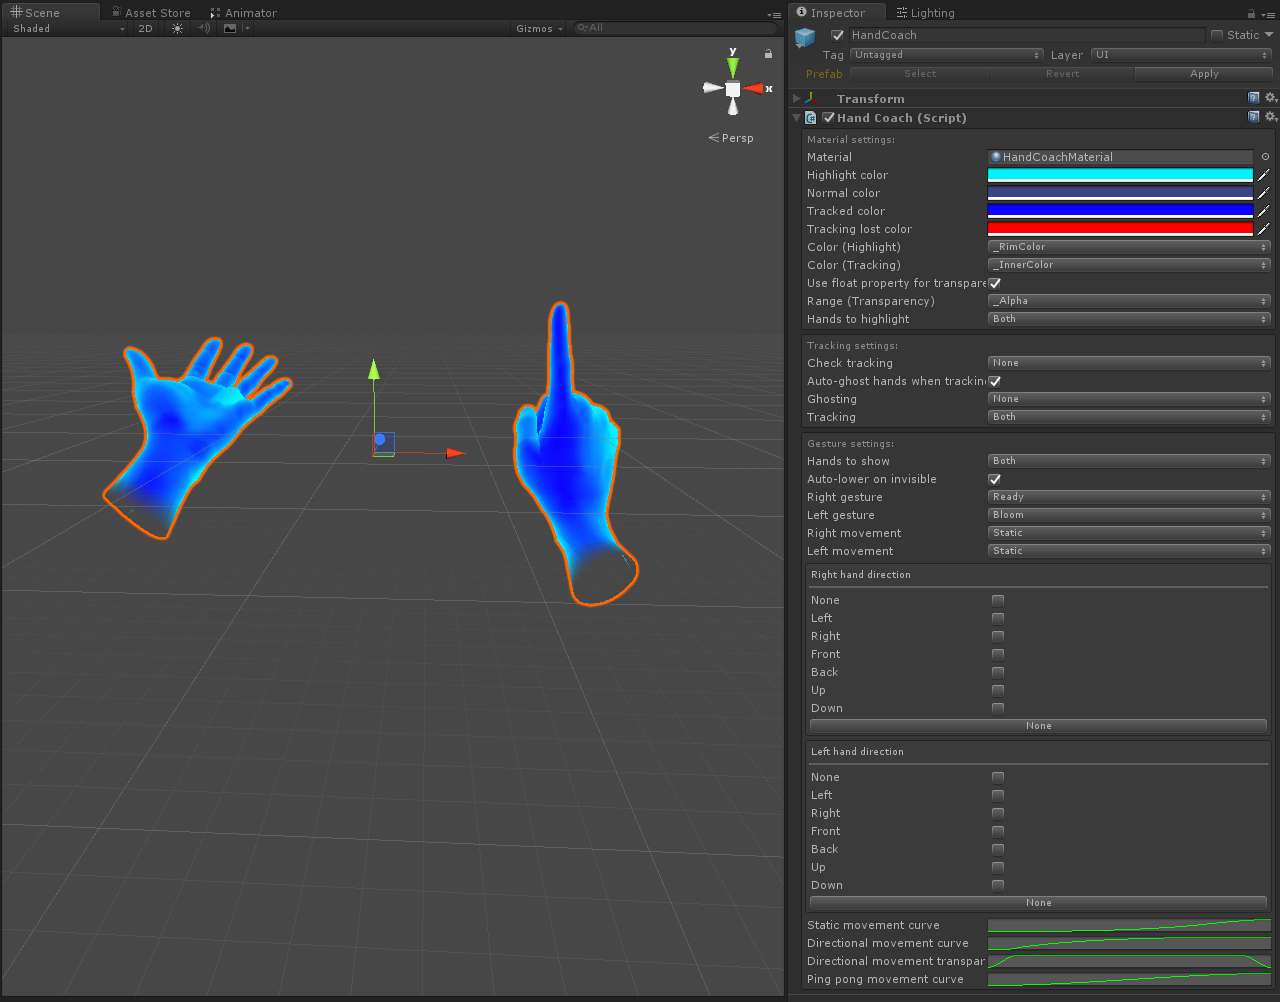 Scene
Asset Store
Animator
Shaded
2D
Gizmos
All
y
x
Persp
Inspector
Lighting
HandCoach
Static
Tag
Untagged
Layer
UI
Prefab
Select
Revert
Apply
Transform
Hand Coach (Script)
Material settings:
Material
HandCoachMaterial
Highlight color
Normal color
Tracked color
Tracking lost color
Color (Highlight)
_RimColor
Color (Tracking)
_InnerColor
Use float property for transpare
Range (Transparency)
_Alpha
Hands to highlight
Both
Tracking settings:
Check tracking
None
Auto-ghost hands when trackin
Ghosting
None
Tracking
Both
Gesture settings:
Hands to show
Both
Auto-lower on invisible
Right gesture
Ready
Left gesture
Bloom
Right movement
Static
Left movement
Static
Right hand direction
None
Left
Right
Front
Back
Up
Down
None
Left hand direction
None
Left
Right
Front
Back
Up
Down
None
Static movement curve
Directional movement curve
Directional movement transpar
Ping pong movement curve